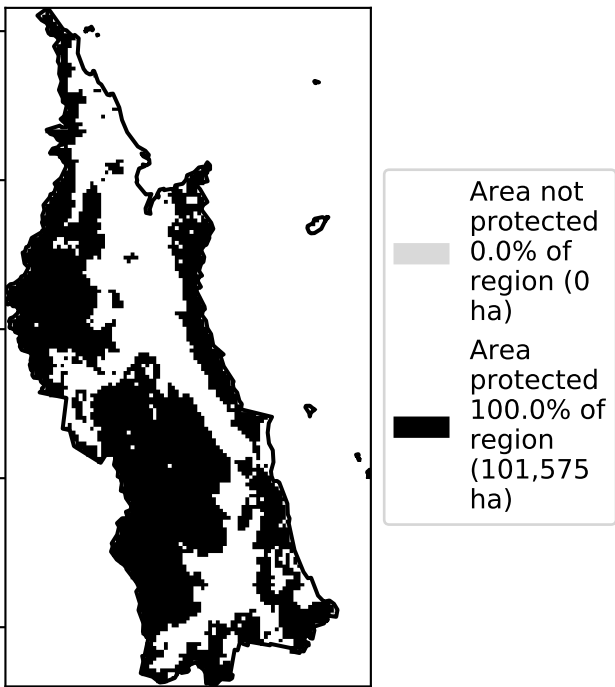 Area not
protected
0.0% of
region (0
ha)
Area
protected
100.0% of
region
(101,575
ha)